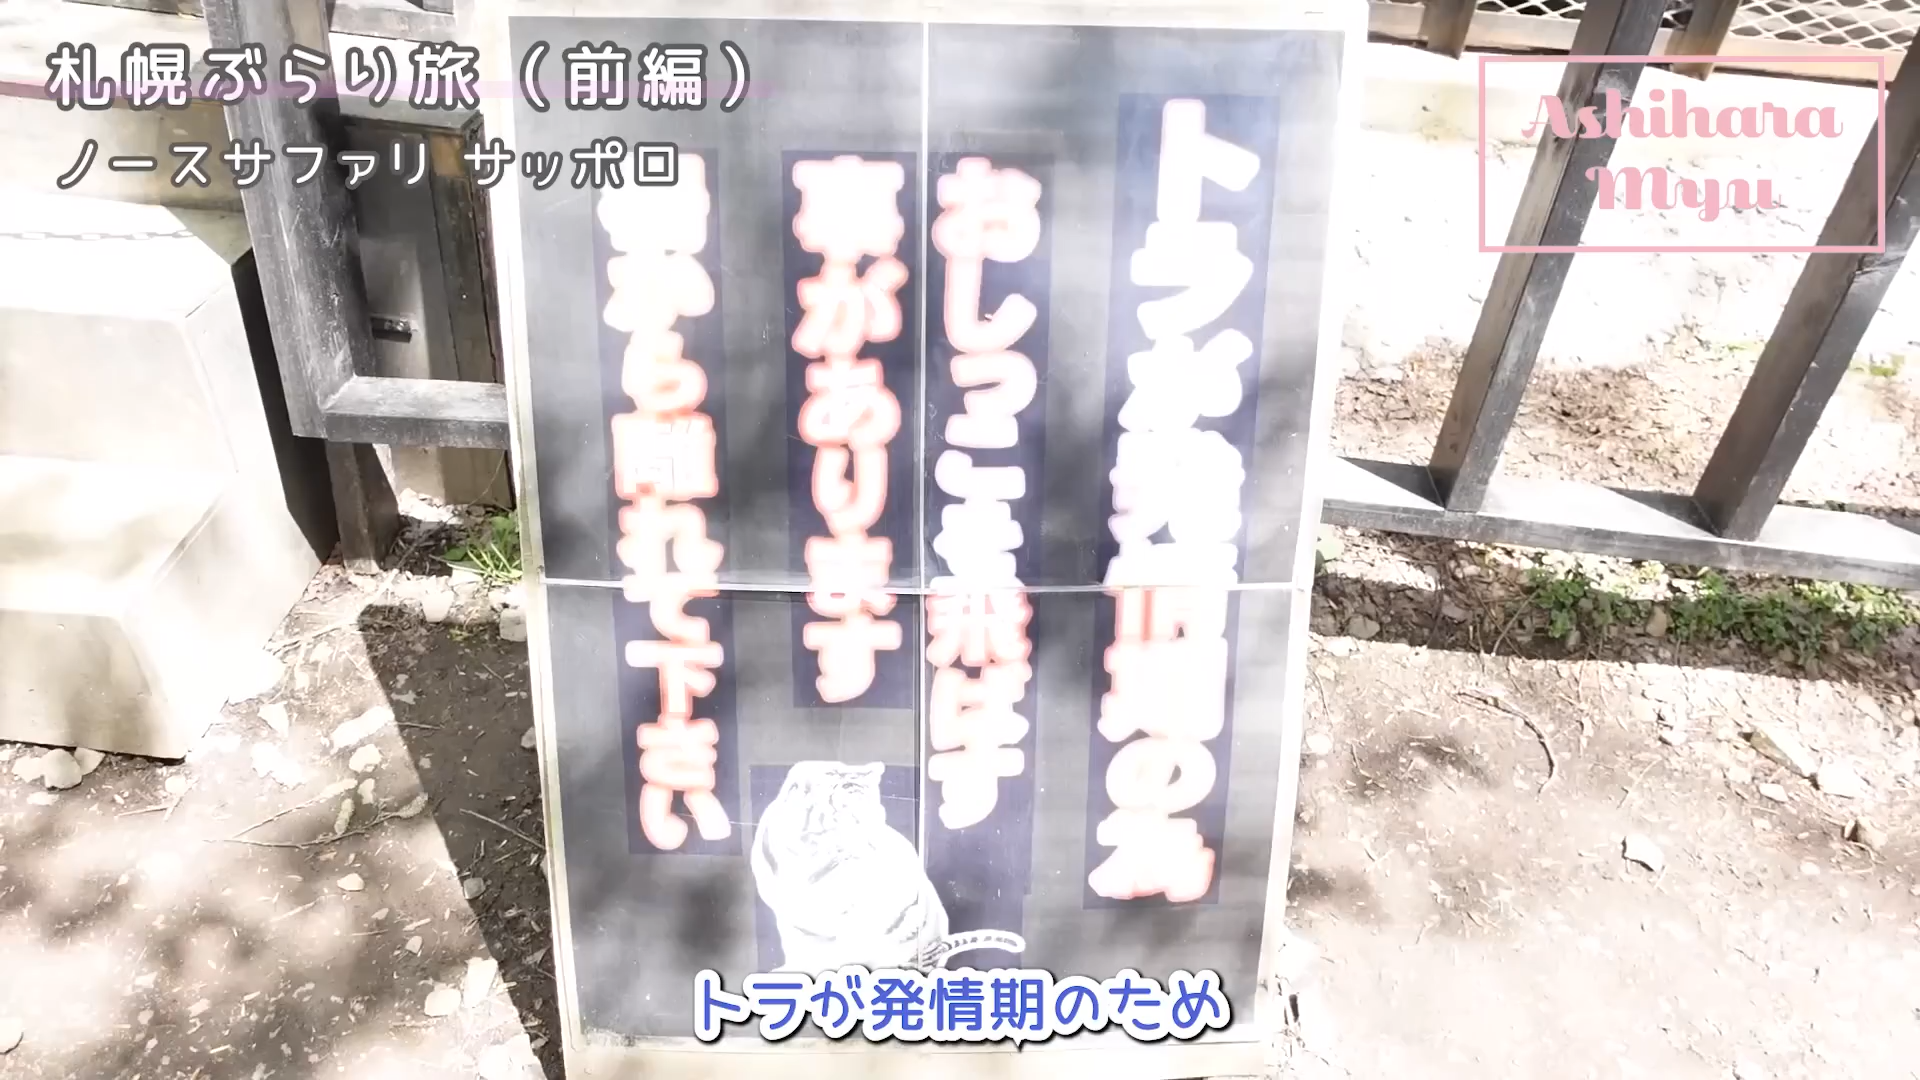 札幌ぶらり旅(前編)
ノースサファリ サッポロ
Ashihara
Myu
トラが発情期の為
おしっこを飛ばす
事があります
から離れて下さい
トラが発情期のため